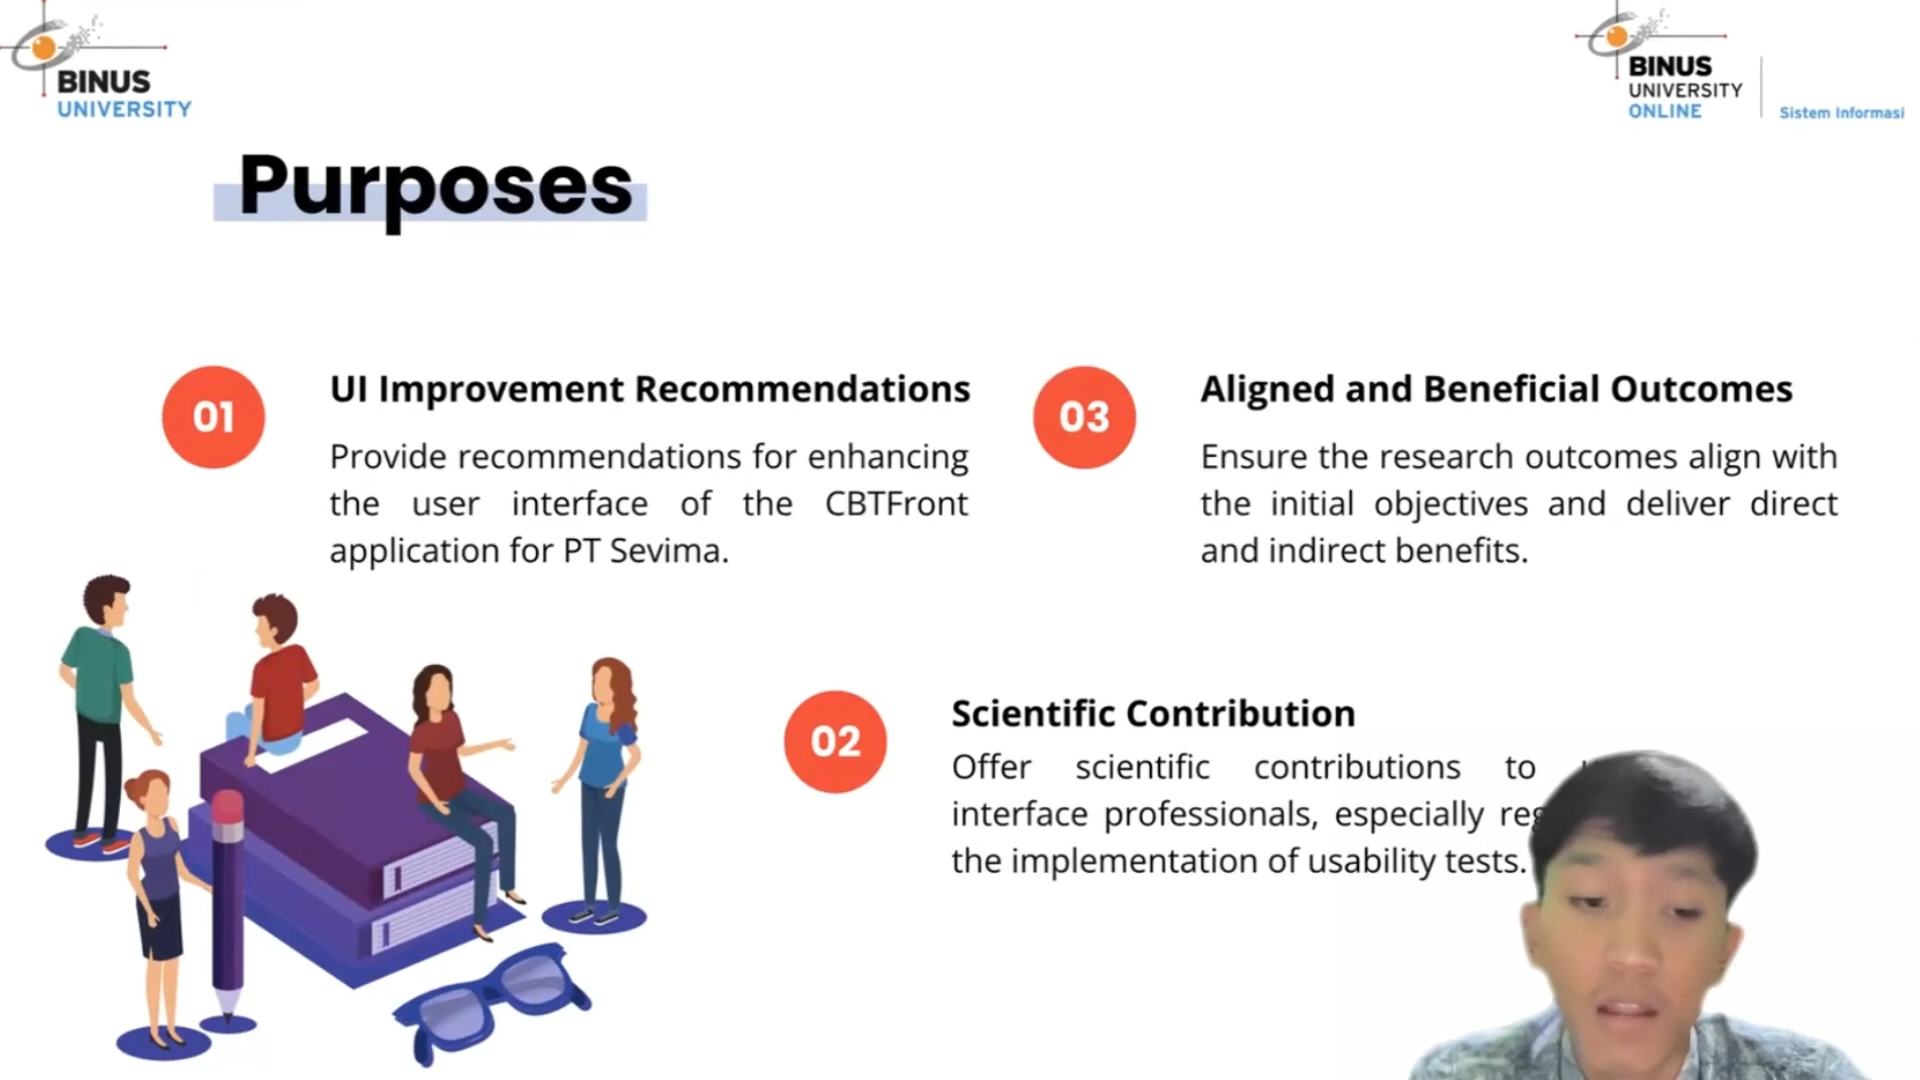 BINUS
UNIVERSITY
BINUS
UNIVERSITY
ONLINE
Sistem Informasi
Purposes
01
UI Improvement Recommendations
Provide recommendations for enhancing
the user interface of the CBTFront
application for PT Sevima.
03
Aligned and Beneficial Outcomes
Ensure the research outcomes align with
the initial objectives and deliver direct
and indirect benefits.
02
Scientific Contribution
Offer scientific contributions to
interface professionals, especially
the implementation of usability tests.